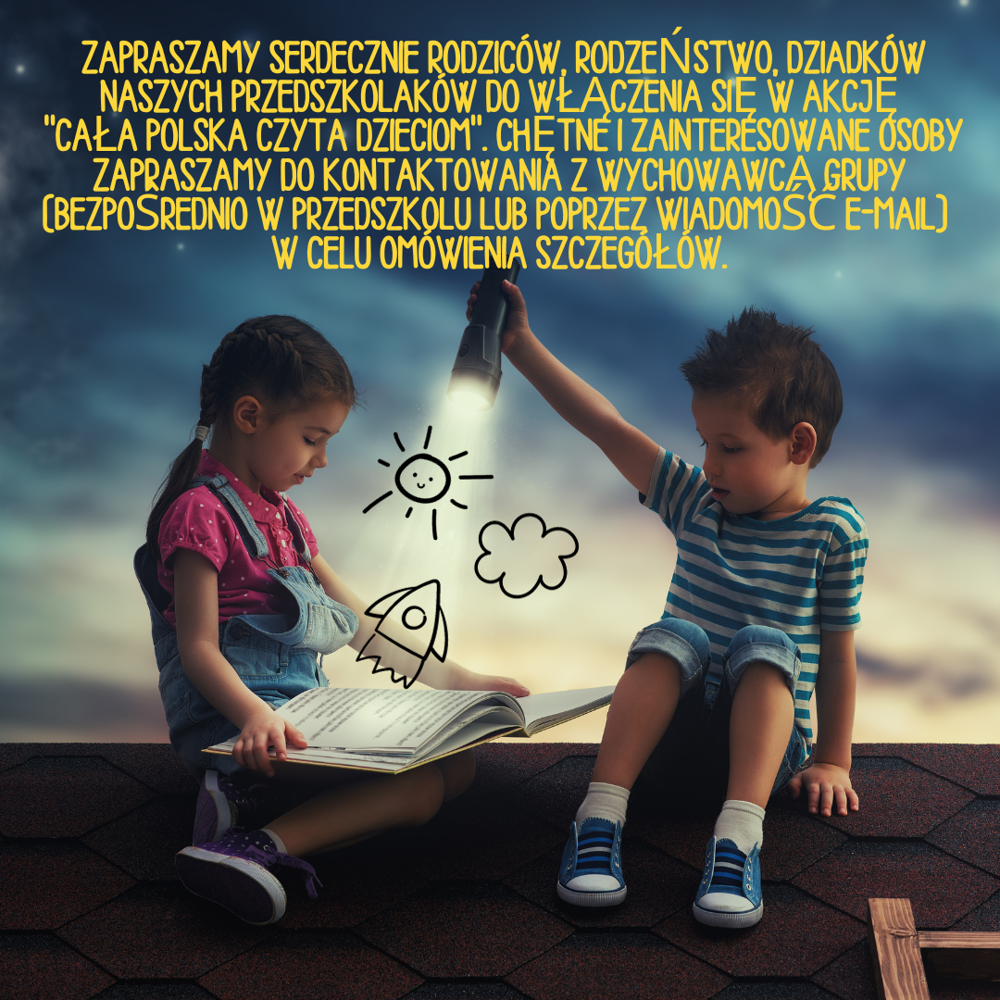 ZAPRASZAMY SERDECZNIE RODZICÓW, RODZEŃSTWO, DZIADKÓW
NASZYCH PRZEDSZKOLAKÓW DO WŁĄCZENIA SIĘ W AKCJĘ
"CAŁA POLSKA CZYTA DZIECIOM". CHĘTNE I ZAINTERESOWANE OSOBY
ZAPRASZAMY DO KONTAKTOWANIA Z WYCHOWAWCĄ GRUPY
(BEZPOŚREDNIO W PRZEDSZKOLU LUB POPRZEZ WIADOMOŚĆ E-MAIL)
W CELU OMÓWIENIA SZCZEGÓŁÓW.